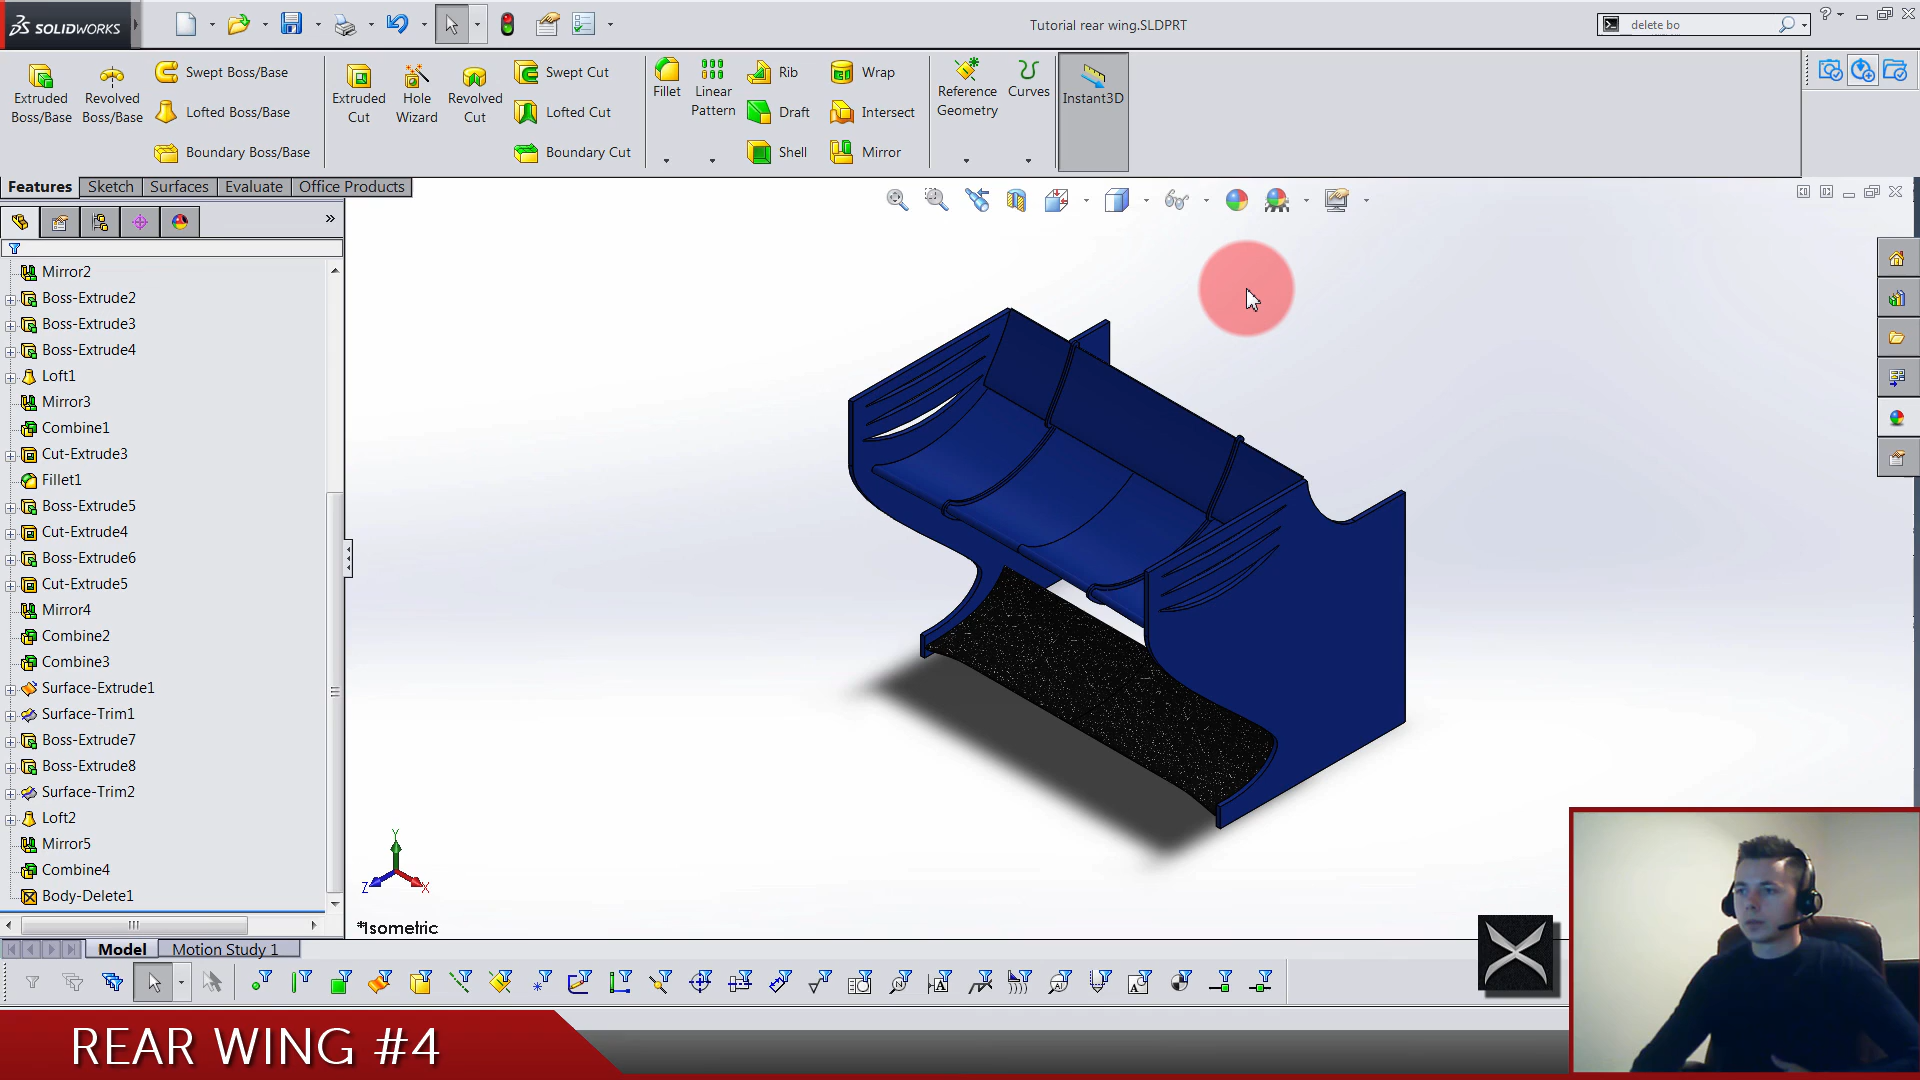 SOLIDWORKS
Tutorial rear wing.SLDPRT
delete bo
Extruded Boss/Base
Revolved Boss/Base
Swept Boss/Base
Lofted Boss/Base
Boundary Boss/Base
Extruded Cut
Hole Wizard
Revolved Cut
Swept Cut
Lofted Cut
Boundary Cut
Fillet
Linear Pattern
Rib
Draft
Shell
Wrap
Intersect
Mirror
Reference Geometry
Curves
Instant3D
Features
Sketch
Surfaces
Evaluate
Office Products
Mirror2
Boss-Extrude2
Boss-Extrude3
Boss-Extrude4
Loft1
Mirror3
Combine1
Cut-Extrude3
Fillet1
Boss-Extrude5
Cut-Extrude4
Boss-Extrude6
Cut-Extrude5
Mirror4
Combine2
Combine3
Surface-Extrude1
Surface-Trim1
Boss-Extrude7
Boss-Extrude8
Surface-Trim2
Loft2
Mirror5
Combine4
Body-Delete1
Y
Z
X
*Isometric
Model
Motion Study 1
REAR WING #4